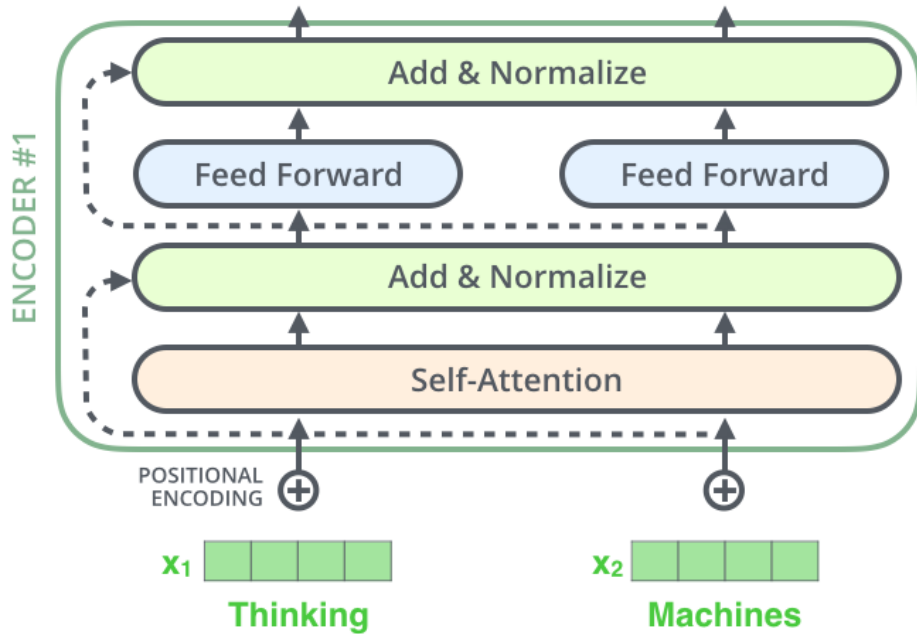 ENCODER #1
Add & Normalize
Feed Forward
Feed Forward
Add & Normalize
Self-Attention
POSITIONAL
ENCODING
x₁
x₂
Thinking
Machines